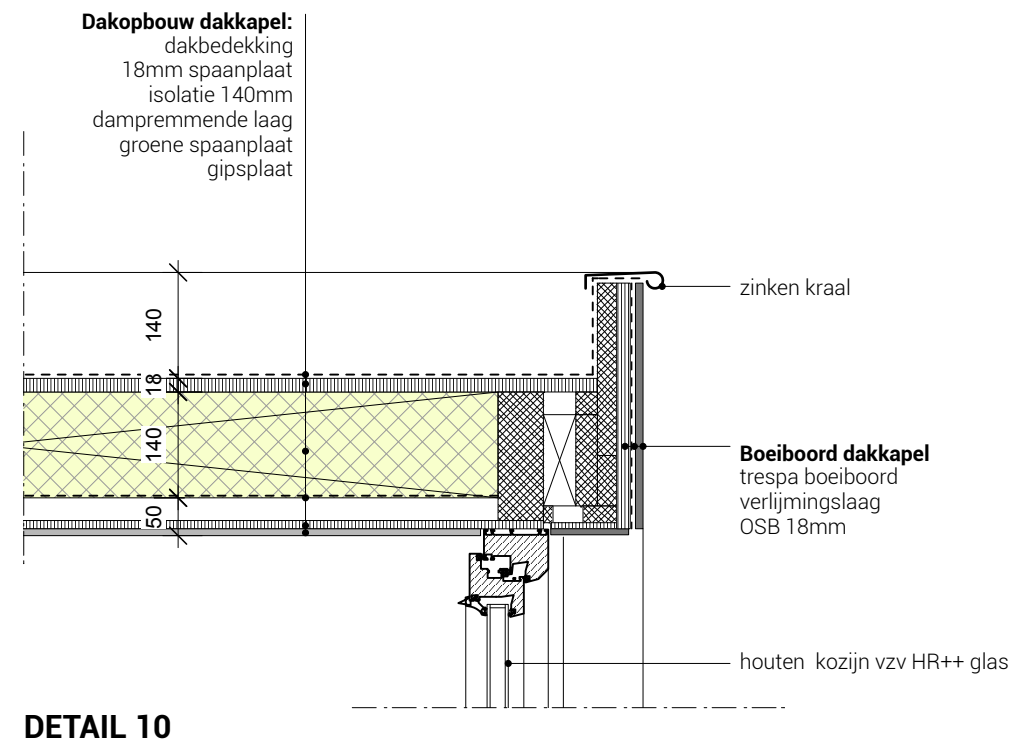 Dakopbouw dakkapel:
dakbedekking
18mm spaanplaat
isolatie 140mm
dampremmende laag
groene spaanplaat
gipsplaat
zinken kraal
140
18
140
50
Boeiboord dakkapel
trespa boeiboord
verlijmingslaag
OSB 18mm
houten kozijn vzv HR++ glas
DETAIL 10